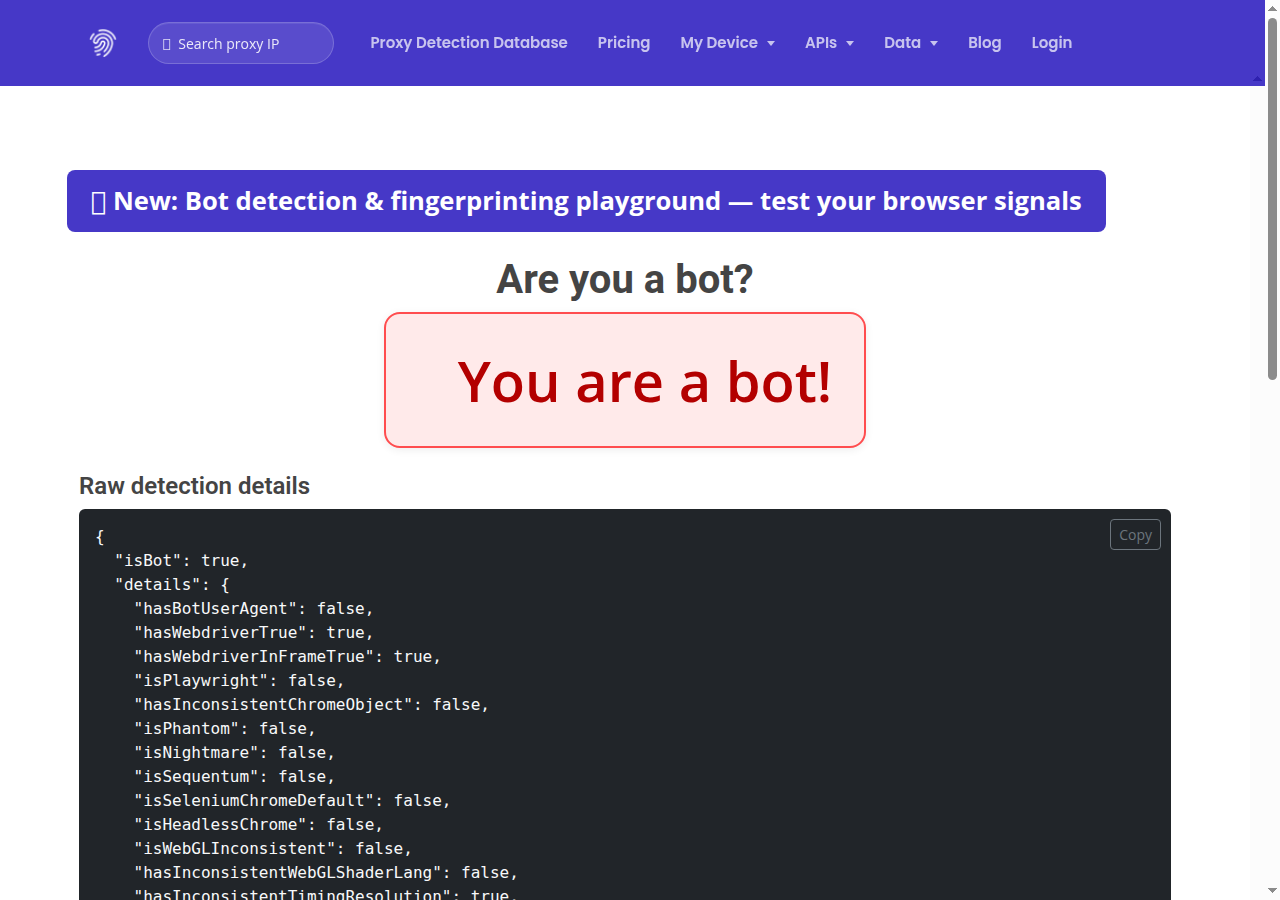 Search proxy IP
Proxy Detection Database
Pricing
My Device
APIs
Data
Blog
Login
New: Bot detection & fingerprinting playground — test your browser signals
Are you a bot?
You are a bot!
Raw detection details
Copy
{
  "isBot": true,
  "details": {
    "hasBotUserAgent": false,
    "hasWebdriverTrue": true,
    "hasWebdriverInFrameTrue": true,
    "isPlaywright": false,
    "hasInconsistentChromeObject": false,
    "isPhantom": false,
    "isNightmare": false,
    "isSequentum": false,
    "isSeleniumChromeDefault": false,
    "isHeadlessChrome": false,
    "isWebGLInconsistent": false,
    "hasInconsistentWebGLShaderLang": false,
    "hasInconsistentTimingResolution": true,